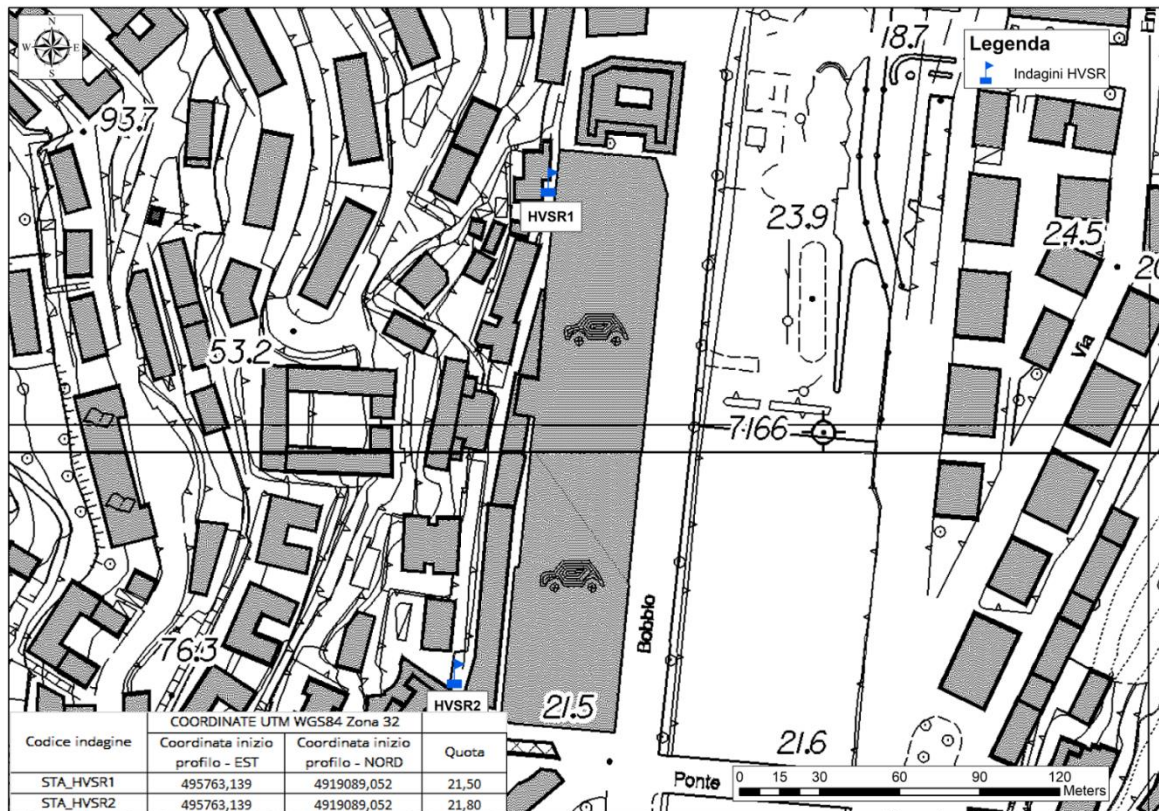 N
W E
S
93.7
18.7
Legenda
Indagini HVSR
HVSR1
23.9
24.5
53.2
Via
7166
Bobbio
76.3
HVSR2
21.5
21.6
Ponte
COORDINATE UTM WGS84 Zona 32
Codice indagine
Coordinata inizio profilo - EST
Coordinata inizio profilo - NORD
Quota
STA_HVSR1 495763,139 4919089,052 21,50
STA_HVSR2 495763,139 4919089,052 21,80
0 15 30 60 90 120
Meters